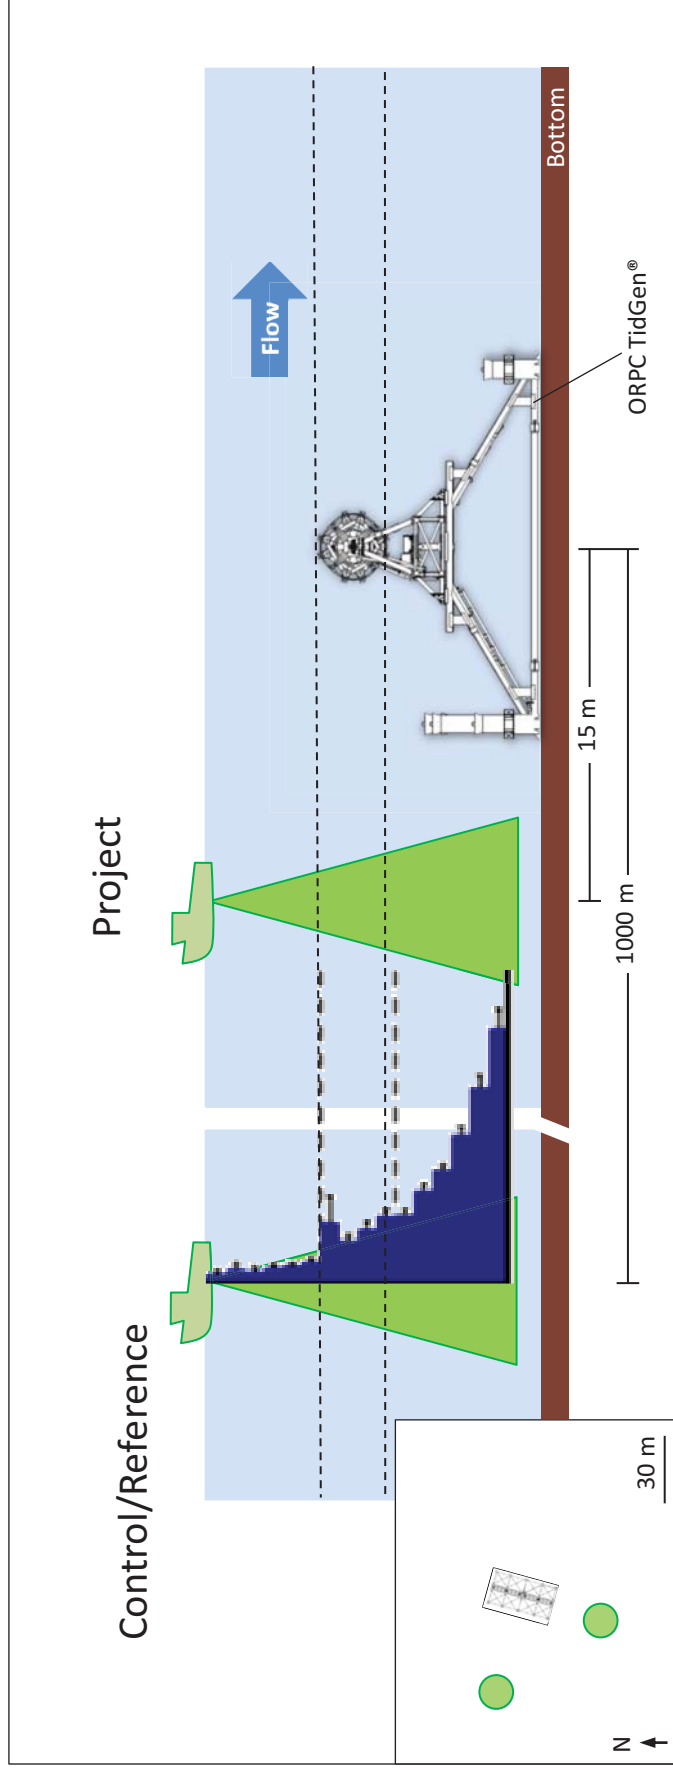 Control/Reference
Project
Flow
Bottom
ORPC TidGen®
15 m
1000 m
30 m
N